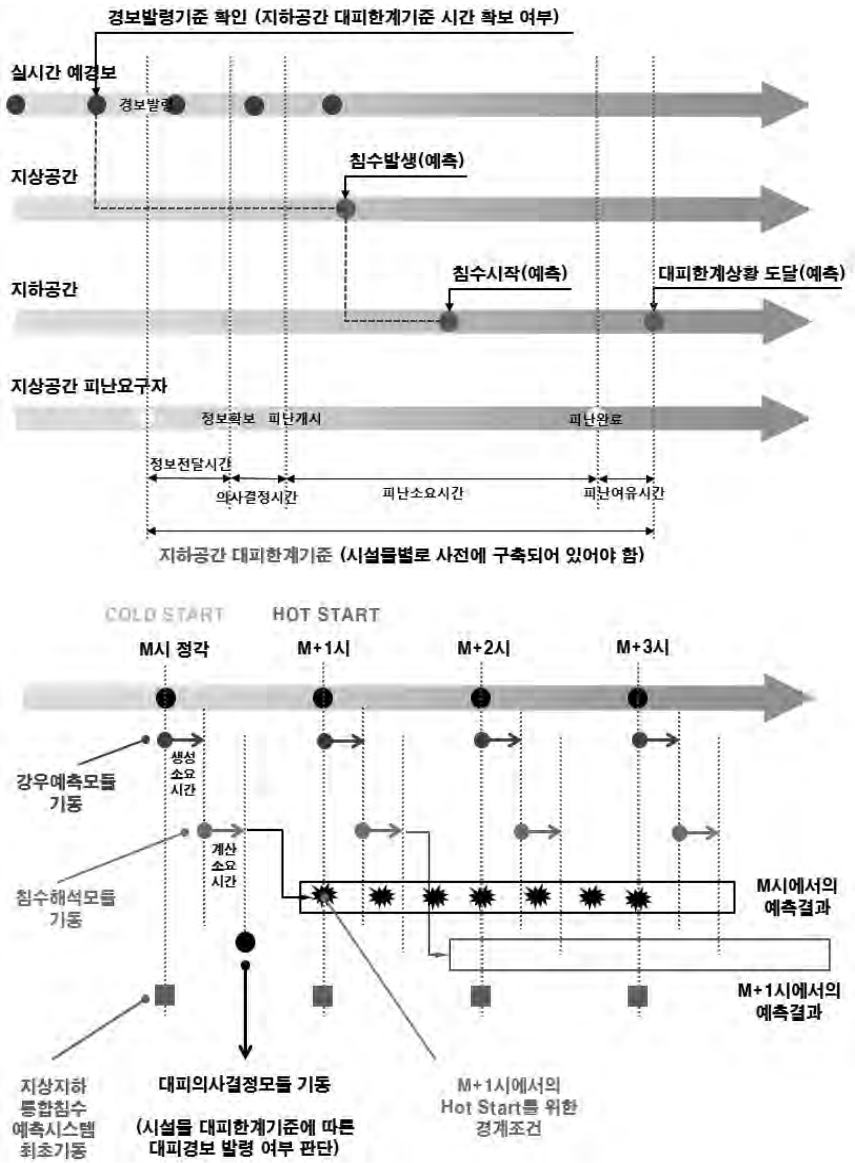 경보발령기준 확인 (지하공간 대피한계기준 시간 확보 여부)
실시간 예경보
경보발령
지상공간
침수발생(예측)
지하공간
침수시작(예측)
대피한계상황 도달(예측)
지상공간 피난요구자
정보확보
피난개시
피난완료
정보전달시간
의사결정시간
피난소요시간
피난여유시간
지하공간 대피한계기준 (시설물별로 사전에 구축되어 있어야 함)
COLD START
HOT START
M시 정각
M+1시
M+2시
M+3시
강우예측모듈
기동
생성
소요
시간
침수해석모듈
기동
계산
소요
시간
M시에서의
예측결과
M+1시에서의
예측결과
지상지하
통합침수
예측시스템
최초기동
대피의사결정모듈 기동
(시설물 대피한계기준에 따른
대피경보 발령 여부 판단)
M+1시에서의
Hot Start를 위한
경계조건